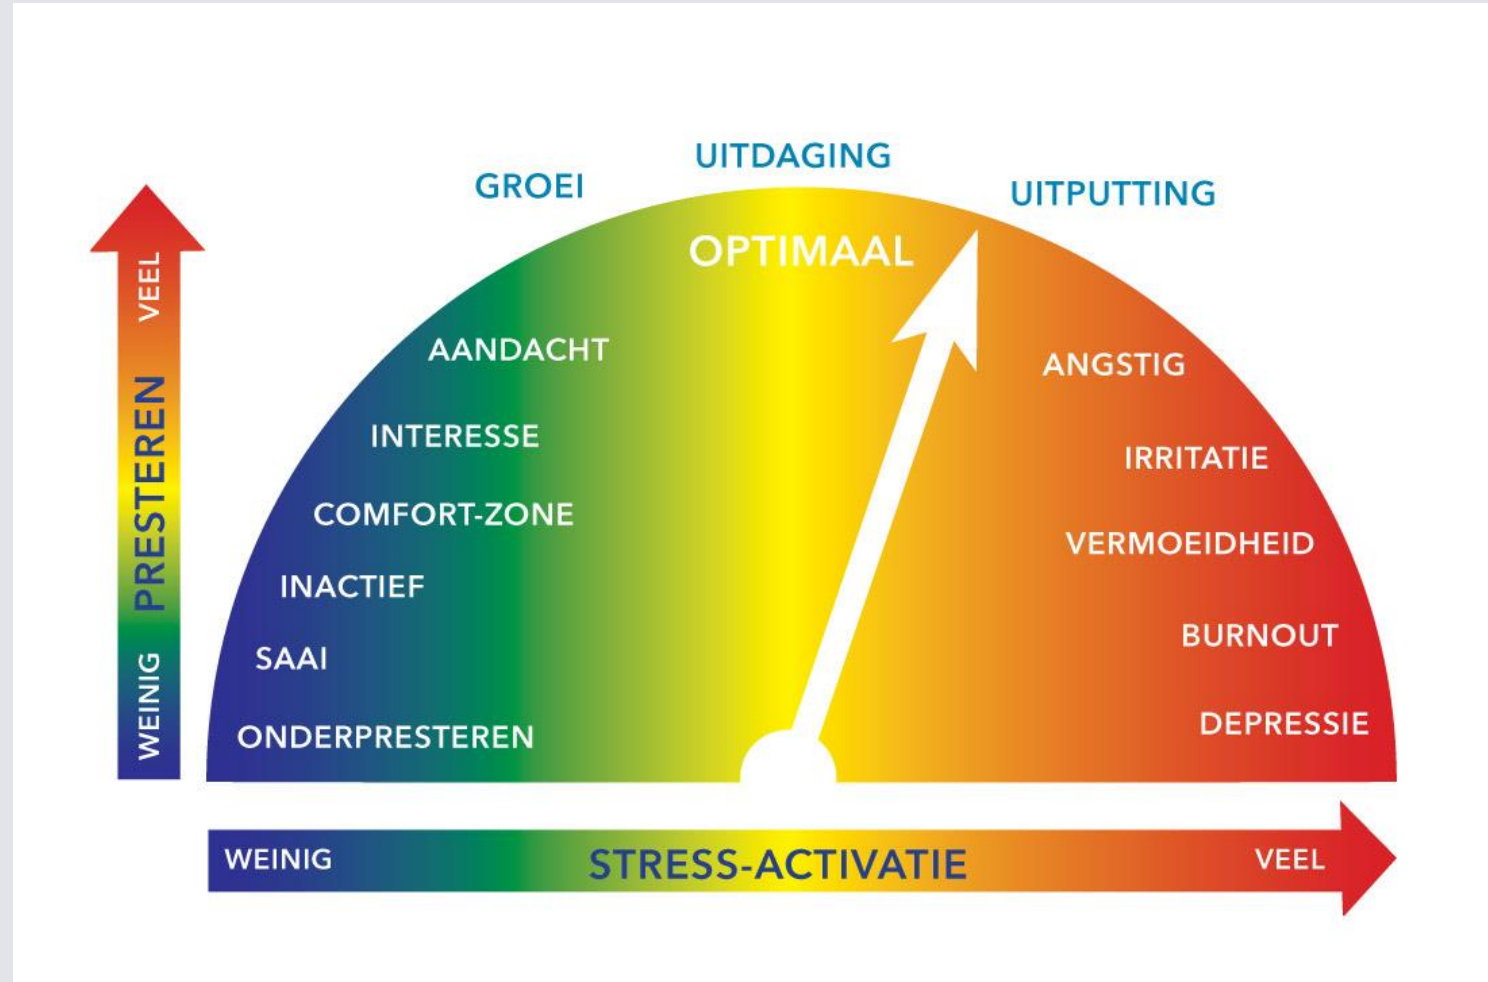 UITDAGING
GROEI
UITPUTTING
OPTIMAAL
VEEL
PRESTEREN
WEINIG
AANDACHT
INTERESSE
COMFORT-ZONE
INACTIEF
SAAI
ONDERPRESTEREN
ANGSTIG
IRRITATIE
VERMOEIDHEID
BURNOUT
DEPRESSIE
WEINIG
STRESS-ACTIVATIE
VEEL